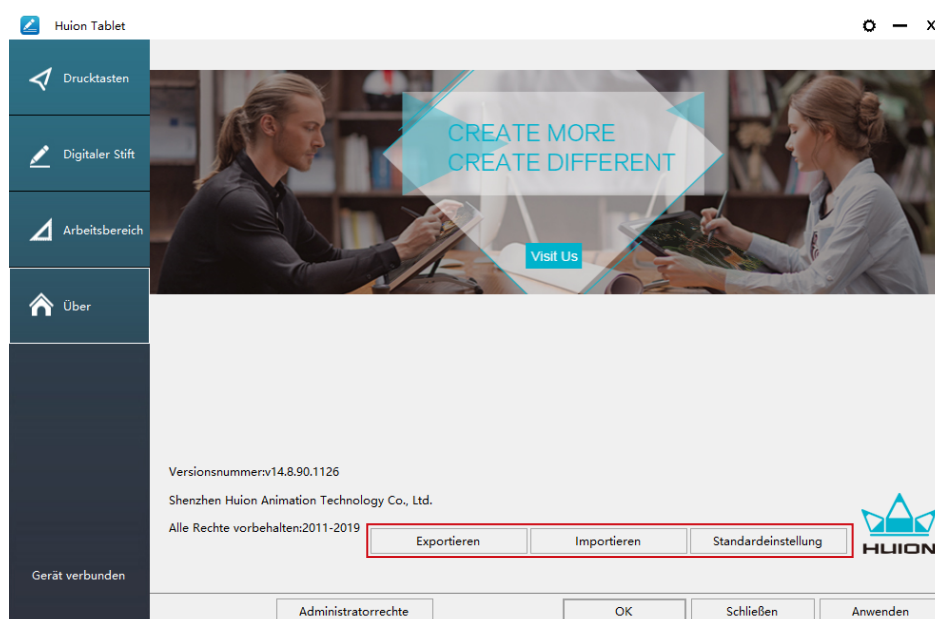 Huion Tablet
Drucktasten
Digitaler Stift
Arbeitsbereich
Über
CREATE MORE
CREATE DIFFERENT
Visit Us
Versionsnummer:v14.8.90.1126
Shenzhen Huion Animation Technology Co., Ltd.
Alle Rechte vorbehalten:2011-2019
Exportieren Importieren Standardeinstellung
HUION
Gerät verbunden
Administratorrechte OK Schließen Anwenden